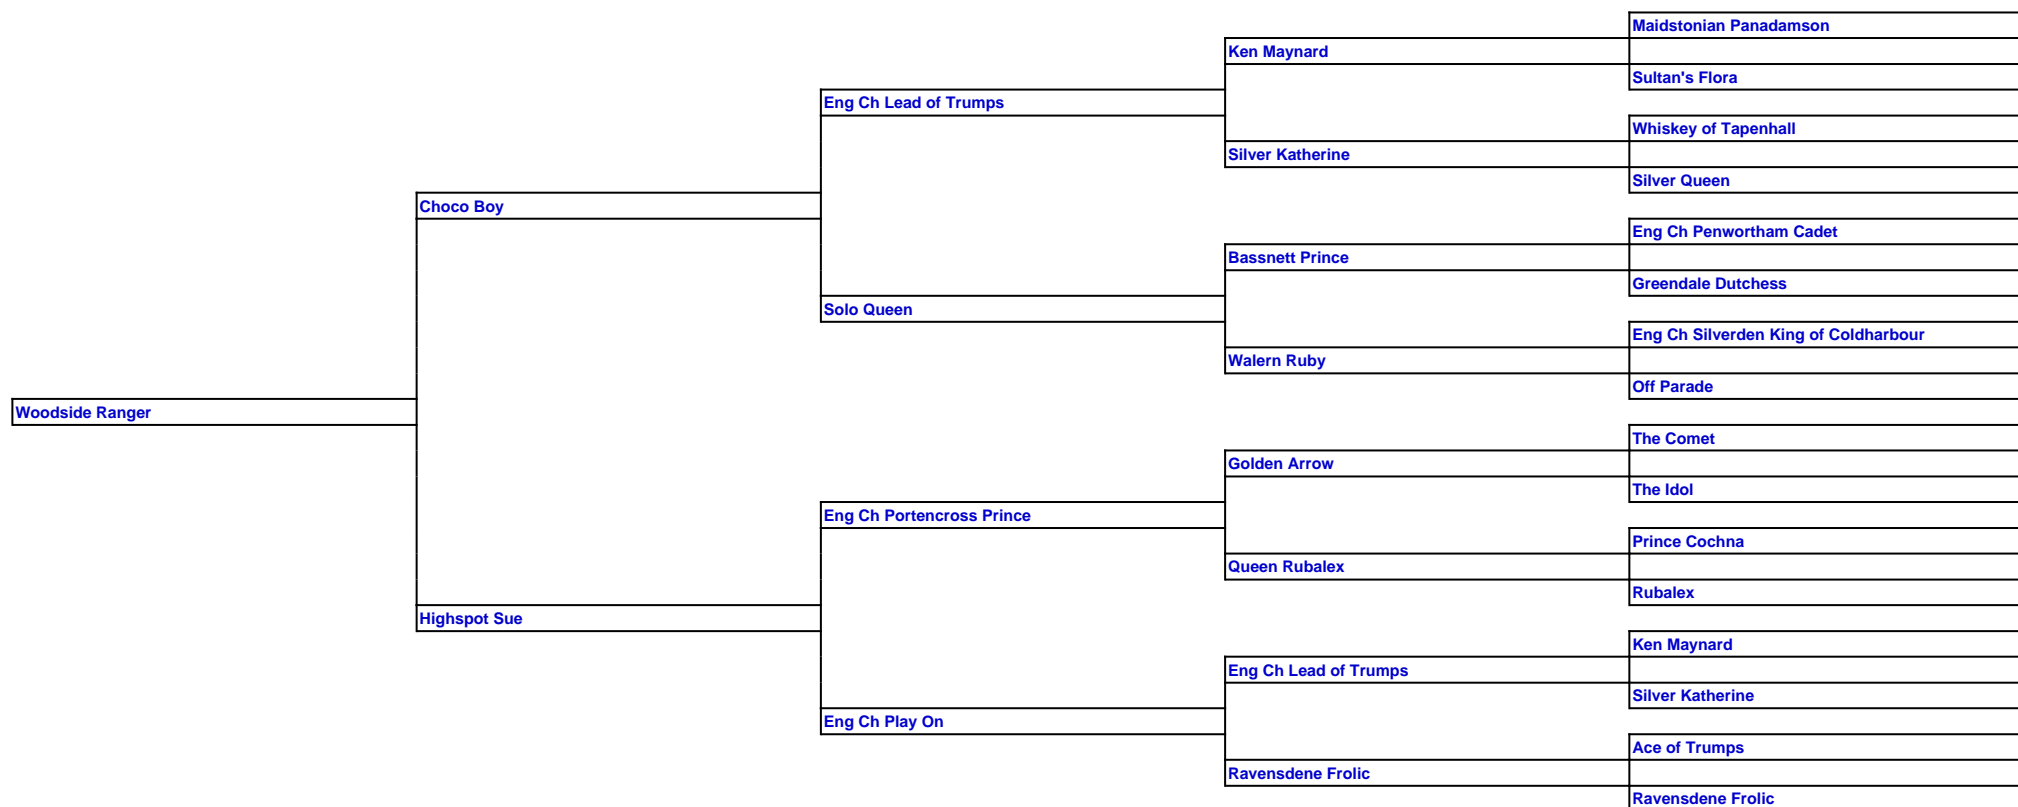 Maidstonian Panadamson
Ken Maynard
Sultan's Flora
Eng Ch Lead of Trumps
Whiskey of Tapenhall
Silver Katherine
Silver Queen
Choco Boy
Eng Ch Penwortham Cadet
Bassnett Prince
Greendale Dutchess
Solo Queen
Eng Ch Silverden King of Coldharbour
Walern Ruby
Off Parade
Woodside Ranger
The Comet
Golden Arrow
The Idol
Eng Ch Portencross Prince
Prince Cochna
Queen Rubalex
Rubalex
Highspot Sue
Ken Maynard
Eng Ch Lead of Trumps
Silver Katherine
Eng Ch Play On
Ace of Trumps
Ravensdene Frolic
Ravensdene Frolic